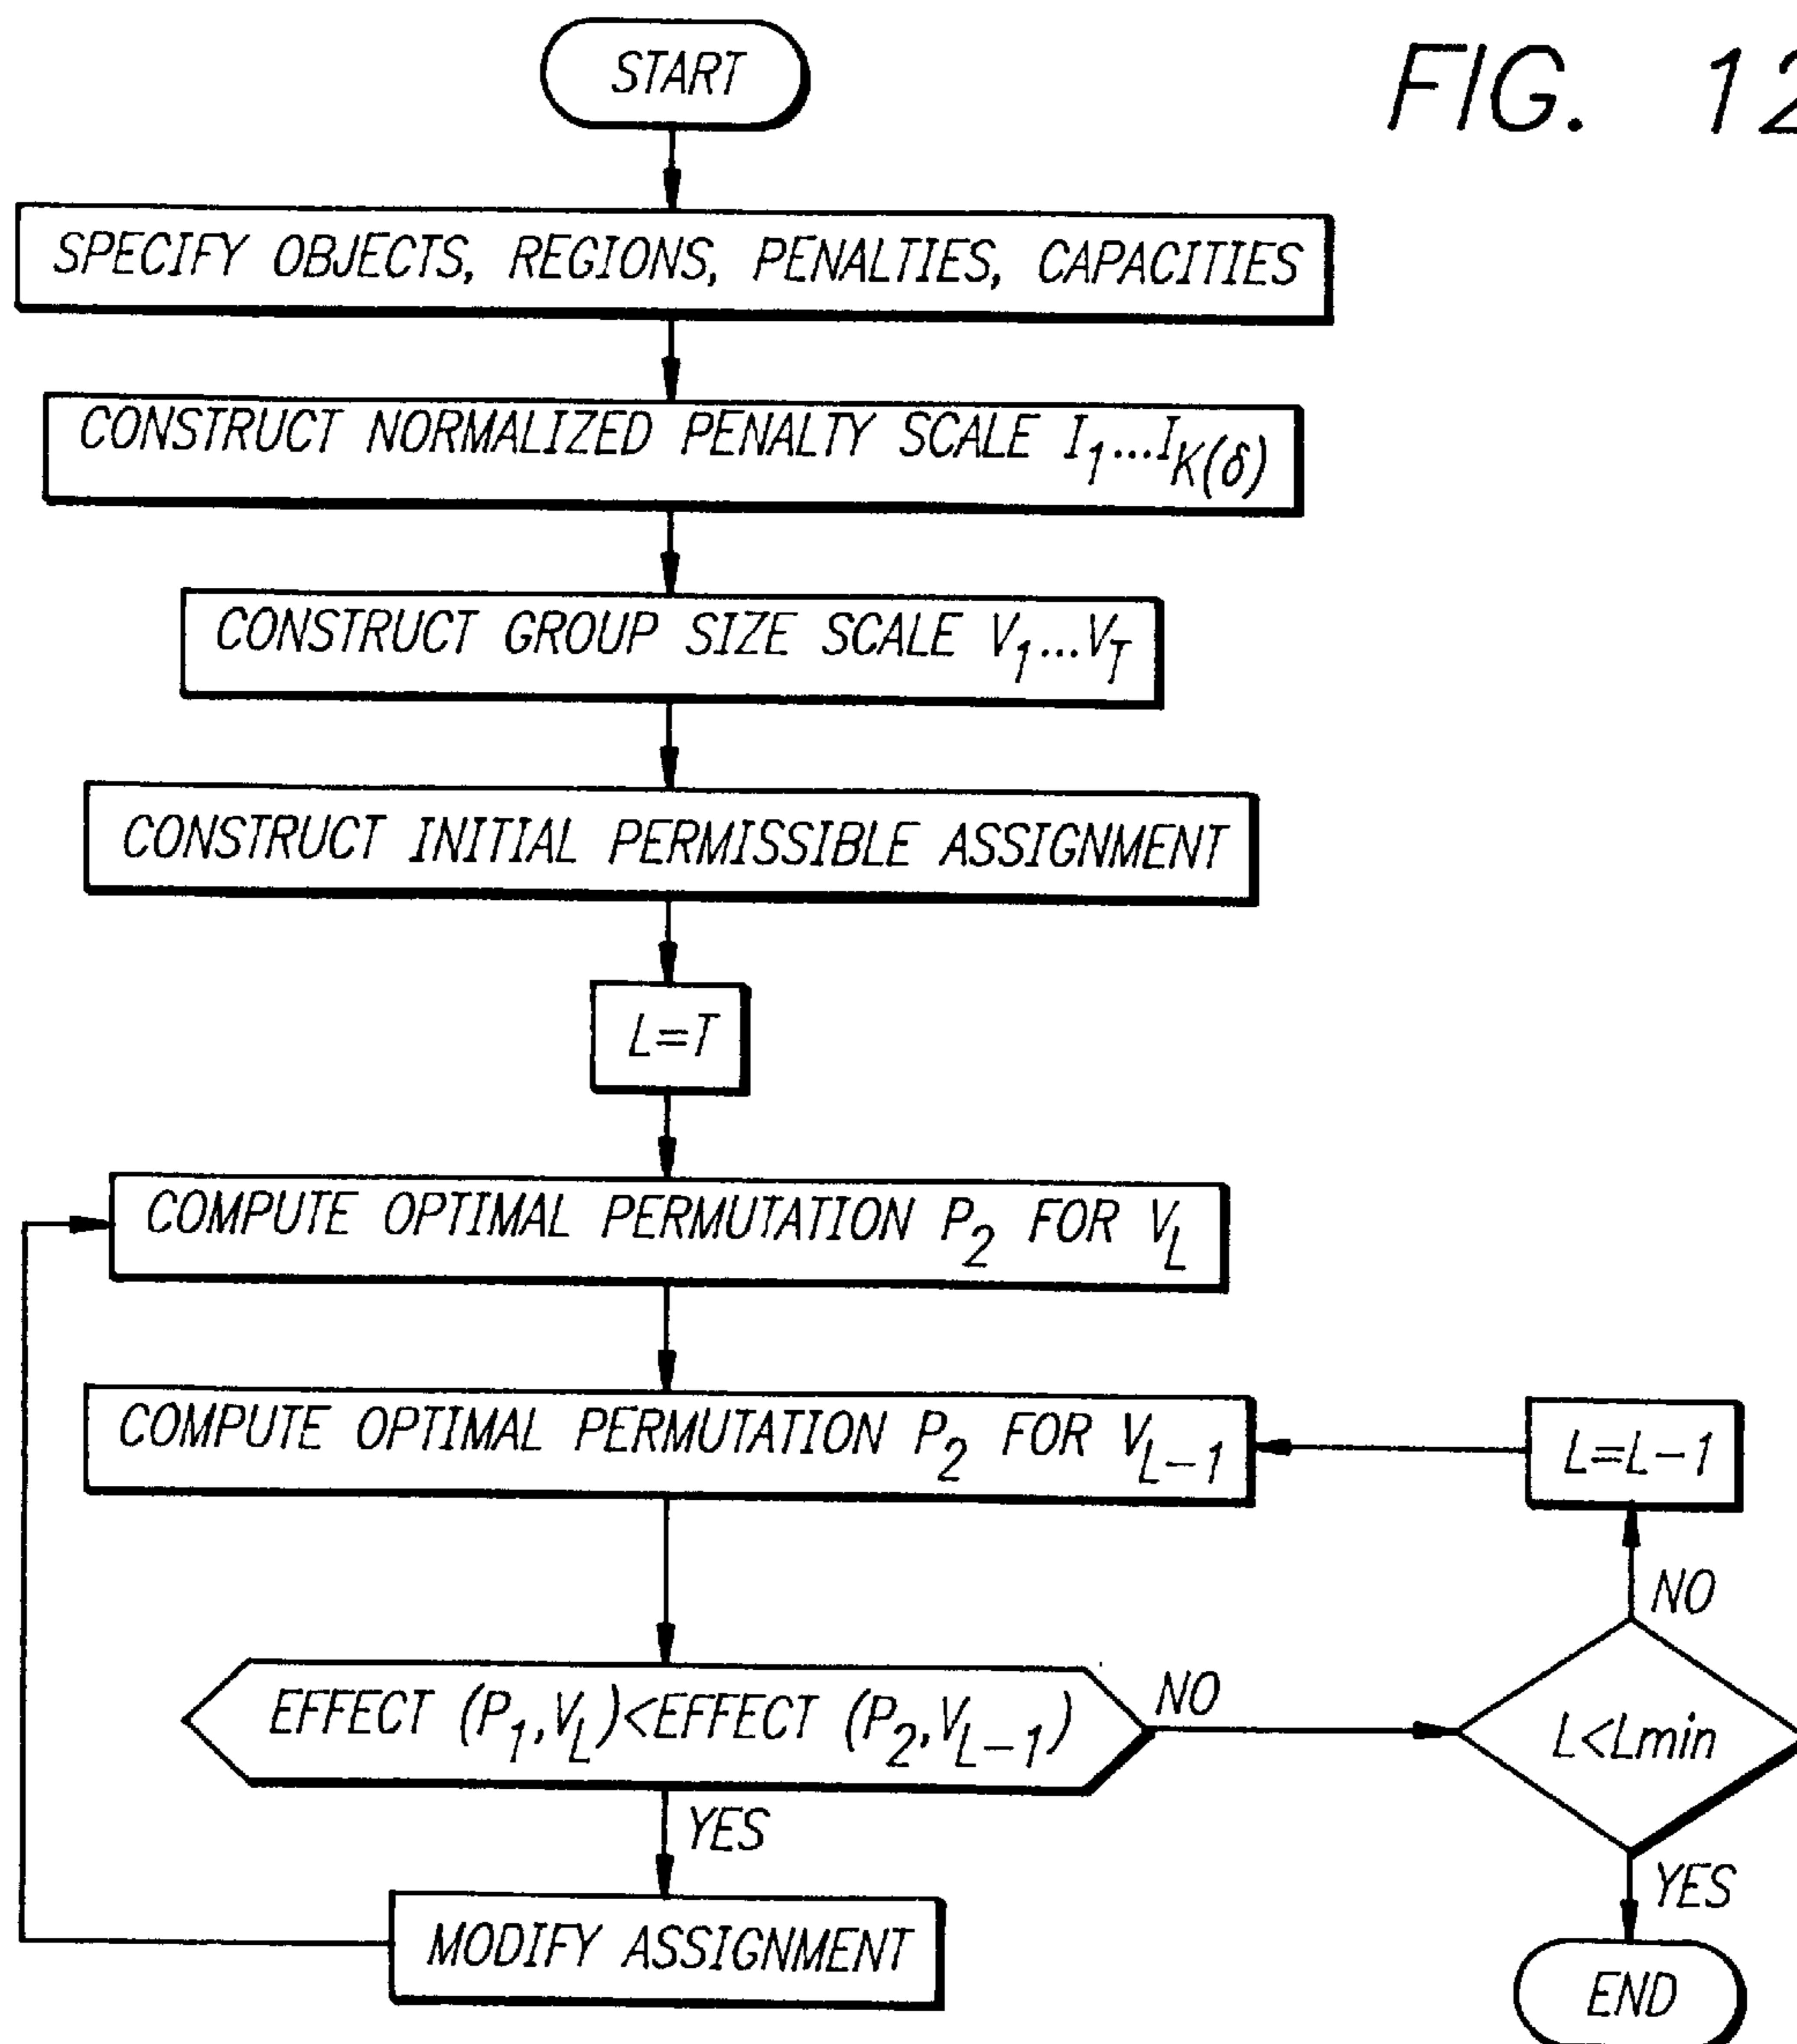 START
FIG. 12
SPECIFY OBJECTS, REGIONS, PENALTIES, CAPACITIES
CONSTRUCT NORMALIZED PENALTY SCALE I1...IK(δ)
CONSTRUCT GROUP SIZE SCALE V1...VT
CONSTRUCT INITIAL PERMISSIBLE ASSIGNMENT
L=T
COMPUTE OPTIMAL PERMUTATION P2 FOR VL
COMPUTE OPTIMAL PERMUTATION P2 FOR VL-1
L=L-1
NO
EFFECT (P1,VL)<EFFECT (P2,VL-1)
NO
L<Lmin
YES
YES
MODIFY ASSIGNMENT
END